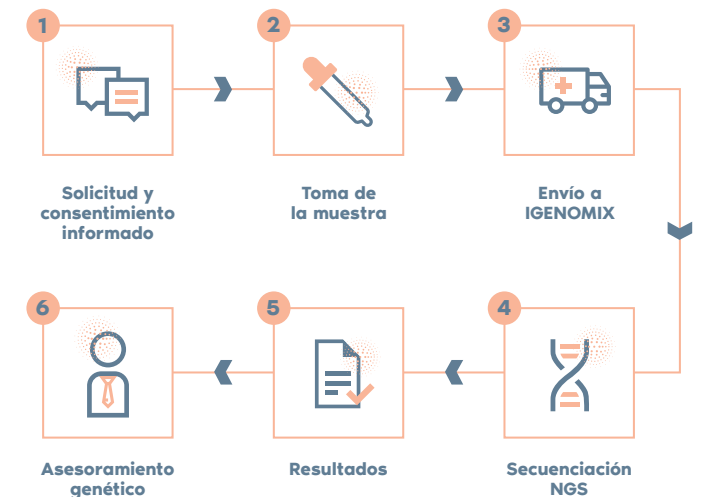 1
Solicitud y
consentimiento
informado
2
Toma de
la muestra
3
Envío a
IGENOMIX
4
Secuenciación
NGS
5
Resultados
6
Asesoramiento
genético